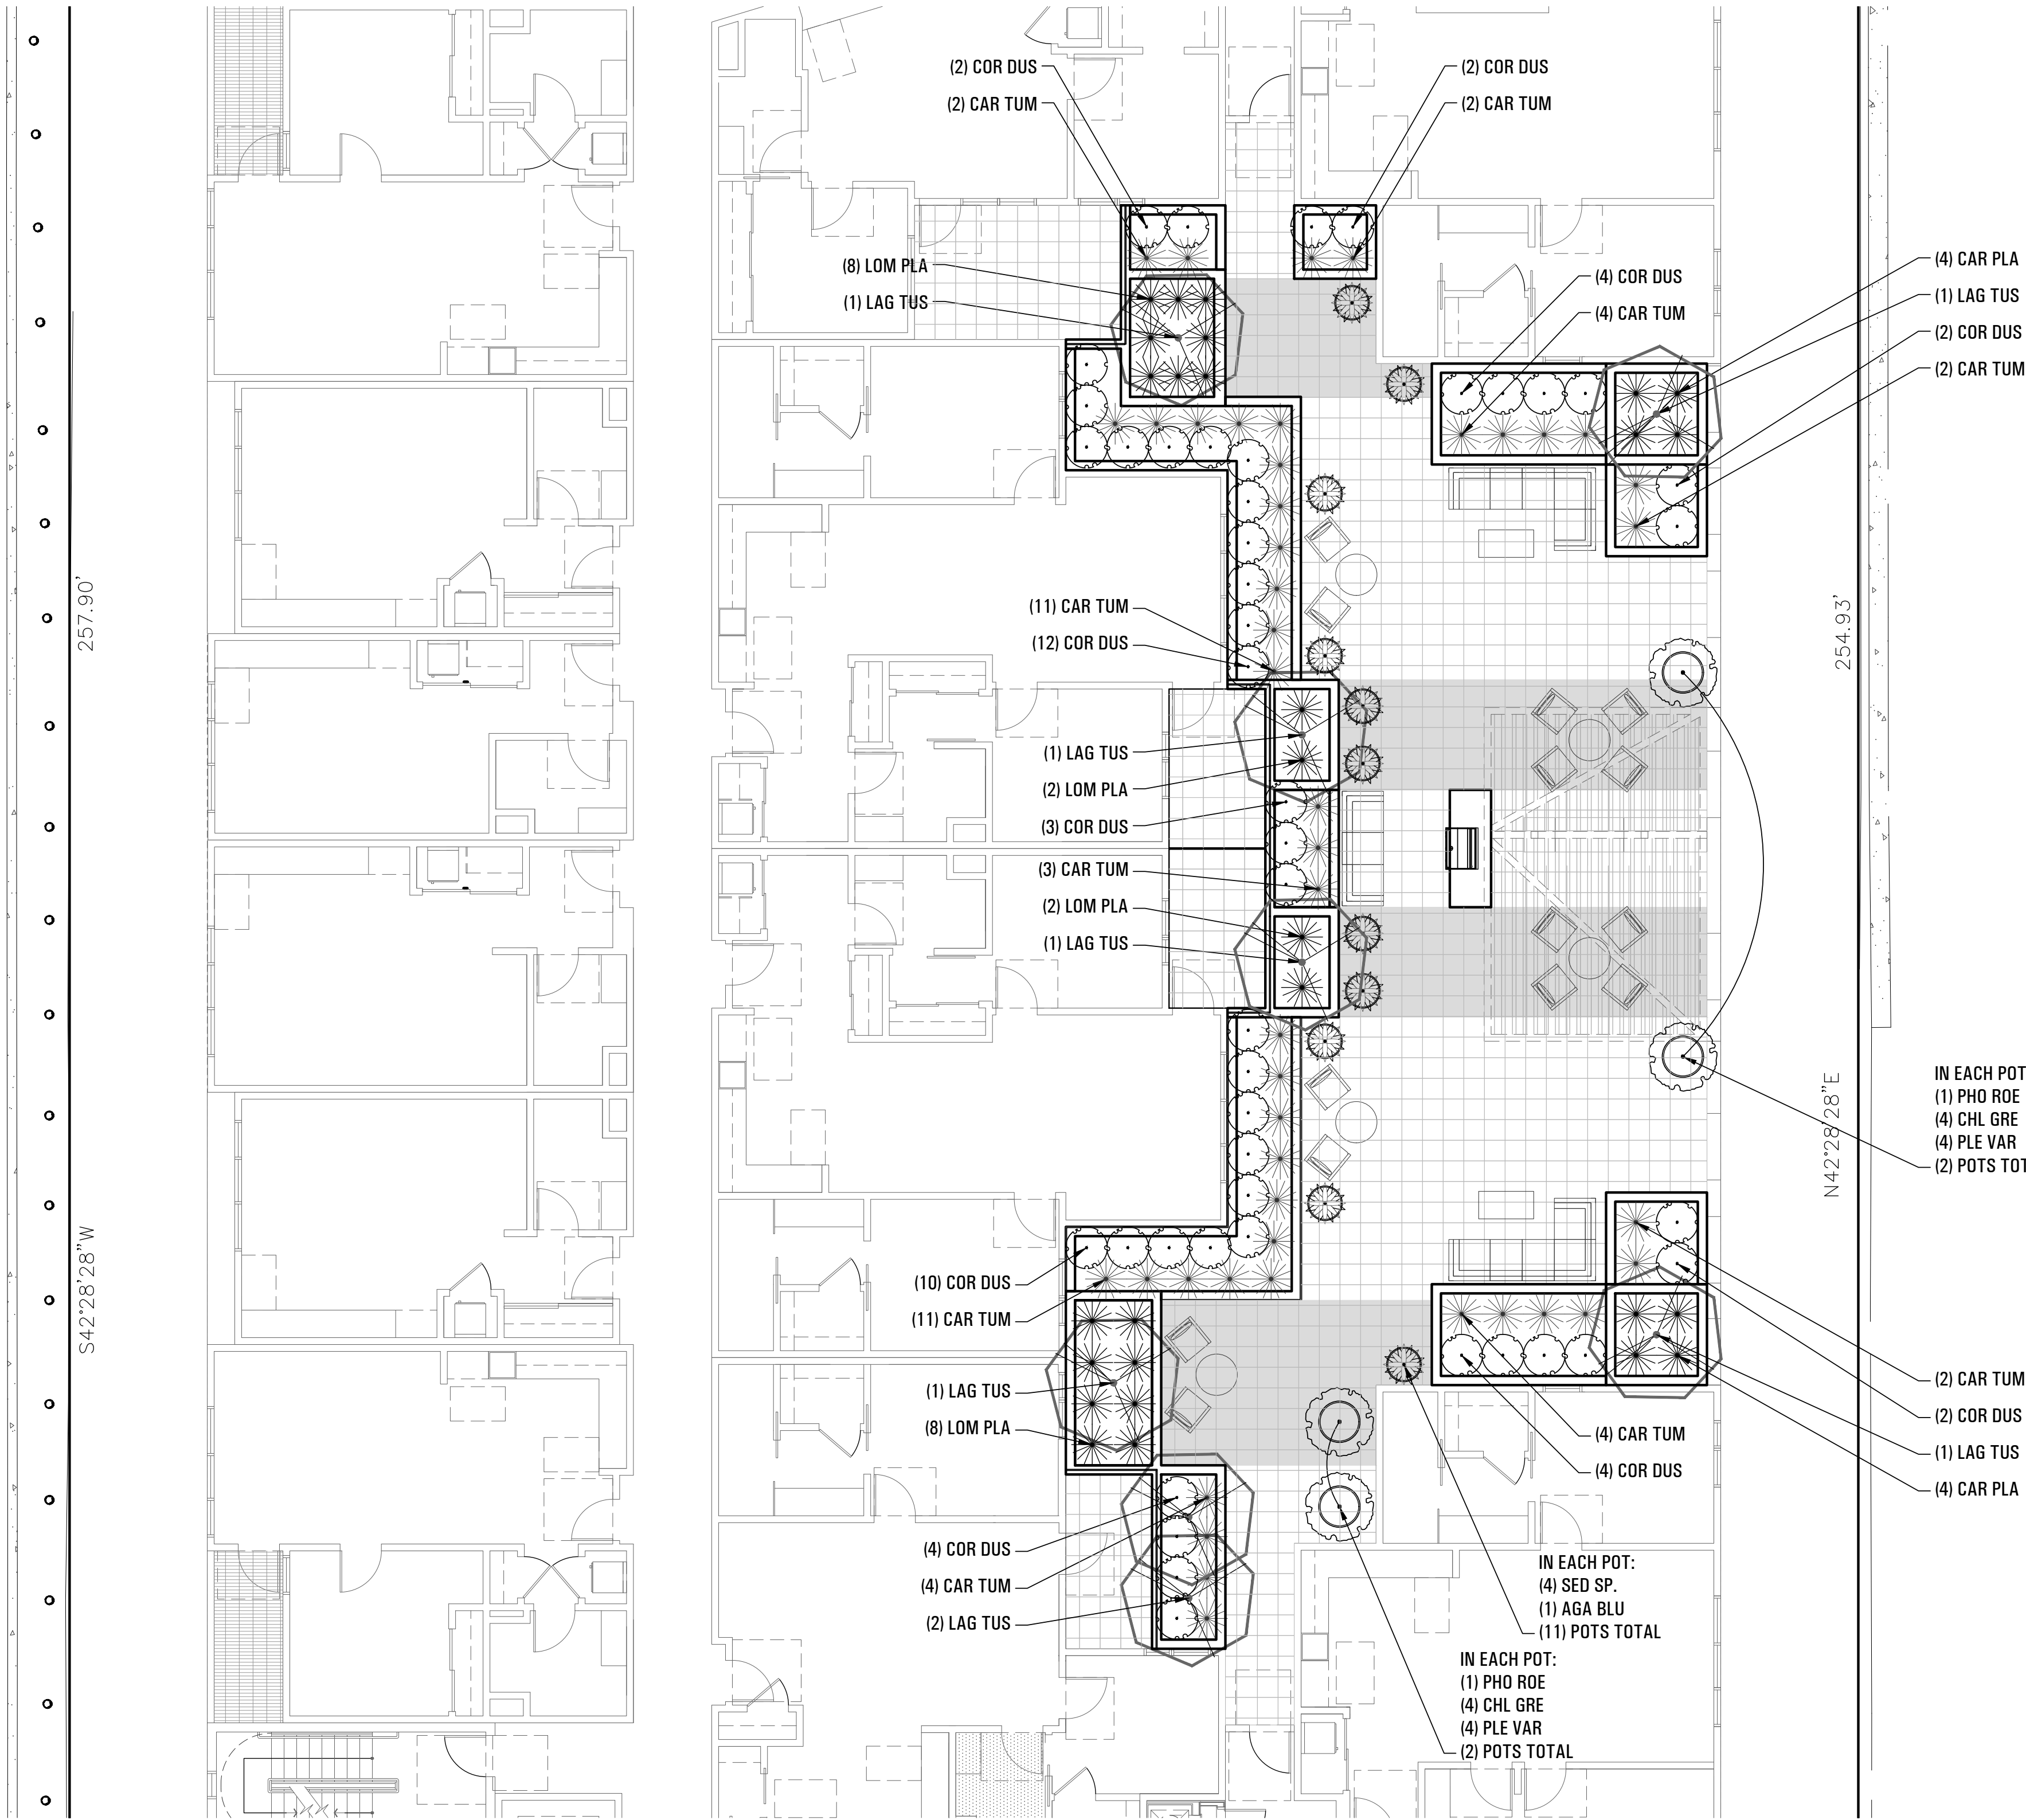 (2) COR DUS
(2) CAR TUM
(2) COR DUS
(2) CAR TUM
(8) LOM PLA
(1) LAG TUS
(4) COR DUS
(4) CAR TUM
(4) CAR PLA
(1) LAG TUS
(2) COR DUS
(2) CAR TUM
257.90'
254.93'
(11) CAR TUM
(12) COR DUS
(1) LAG TUS
(2) LOM PLA
(3) COR DUS
(3) CAR TUM
(2) LOM PLA
(1) LAG TUS
IN EACH POT
(1) PHO ROE
(4) CHL GRE
(4) PLE VAR
(2) POTS TOT
N42°28'28"E
S42°28'28"W
(10) COR DUS
(11) CAR TUM
(1) LAG TUS
(8) LOM PLA
(2) CAR TUM
(2) COR DUS
(1) LAG TUS
(4) CAR PLA
(4) CAR TUM
(4) COR DUS
(4) COR DUS
(4) CAR TUM
(2) LAG TUS
IN EACH POT:
(4) SED SP.
(1) AGA BLU
(11) POTS TOTAL
IN EACH POT:
(1) PHO ROE
(4) CHL GRE
(4) PLE VAR
(2) POTS TOTAL